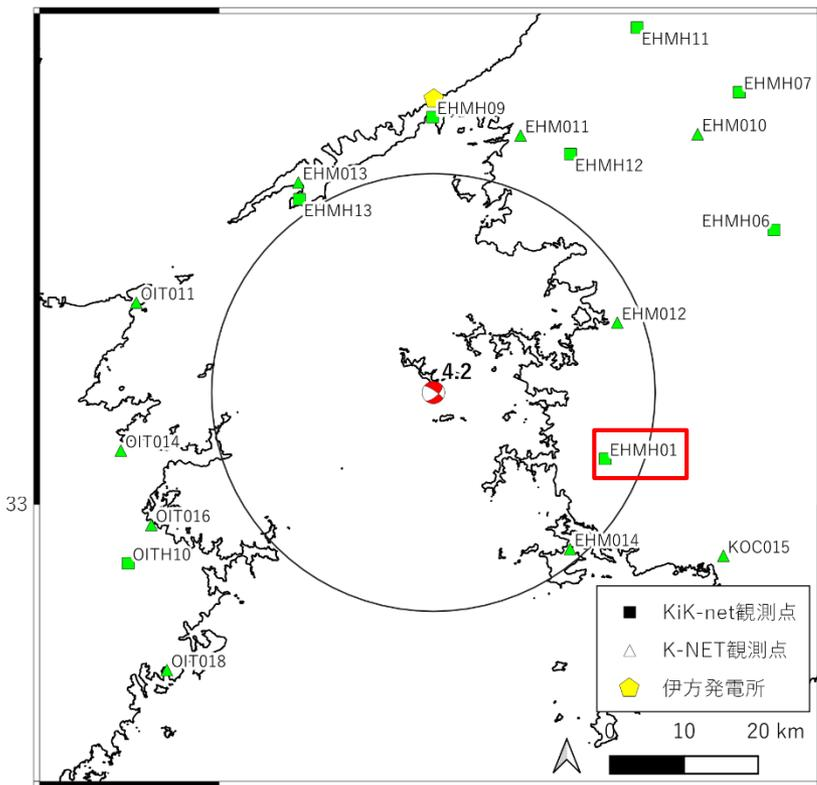 EHMH11
EHMH07
EHMH09
EHM011
EHM010
EHMH12
EHM013
EHMH13
EHMH06
OIT011
EHM012
4.2
OIT014
EHMH01
33
OIT016
EHM014
OITH10
KOC015
KiK-net観測点
K-NET観測点
伊方発電所
OIT018
0 10 20 km